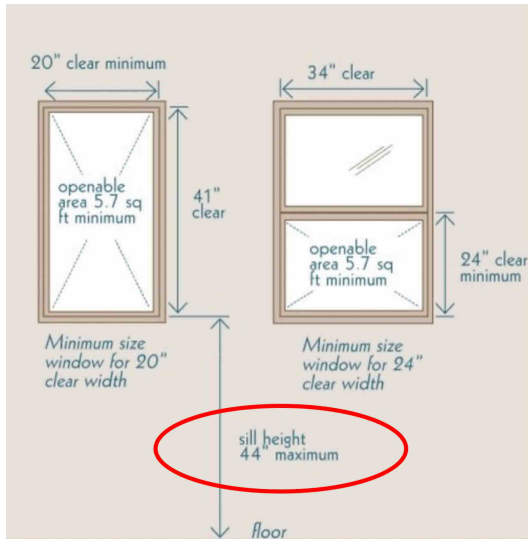 20" clear minimum
34" clear
openable
area 5.7 sq
ft minimum
41"
clear
openable
area 5.7 sq
ft minimum
24" clear
minimum
Minimum size
window for 20"
clear width
Minimum size
window for 24"
clear width
sill height
44" maximum
floor